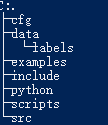 C:.
├─cfg
├─data
│  └─labels
├─examples
├─include
├─python
├─scripts
└─src